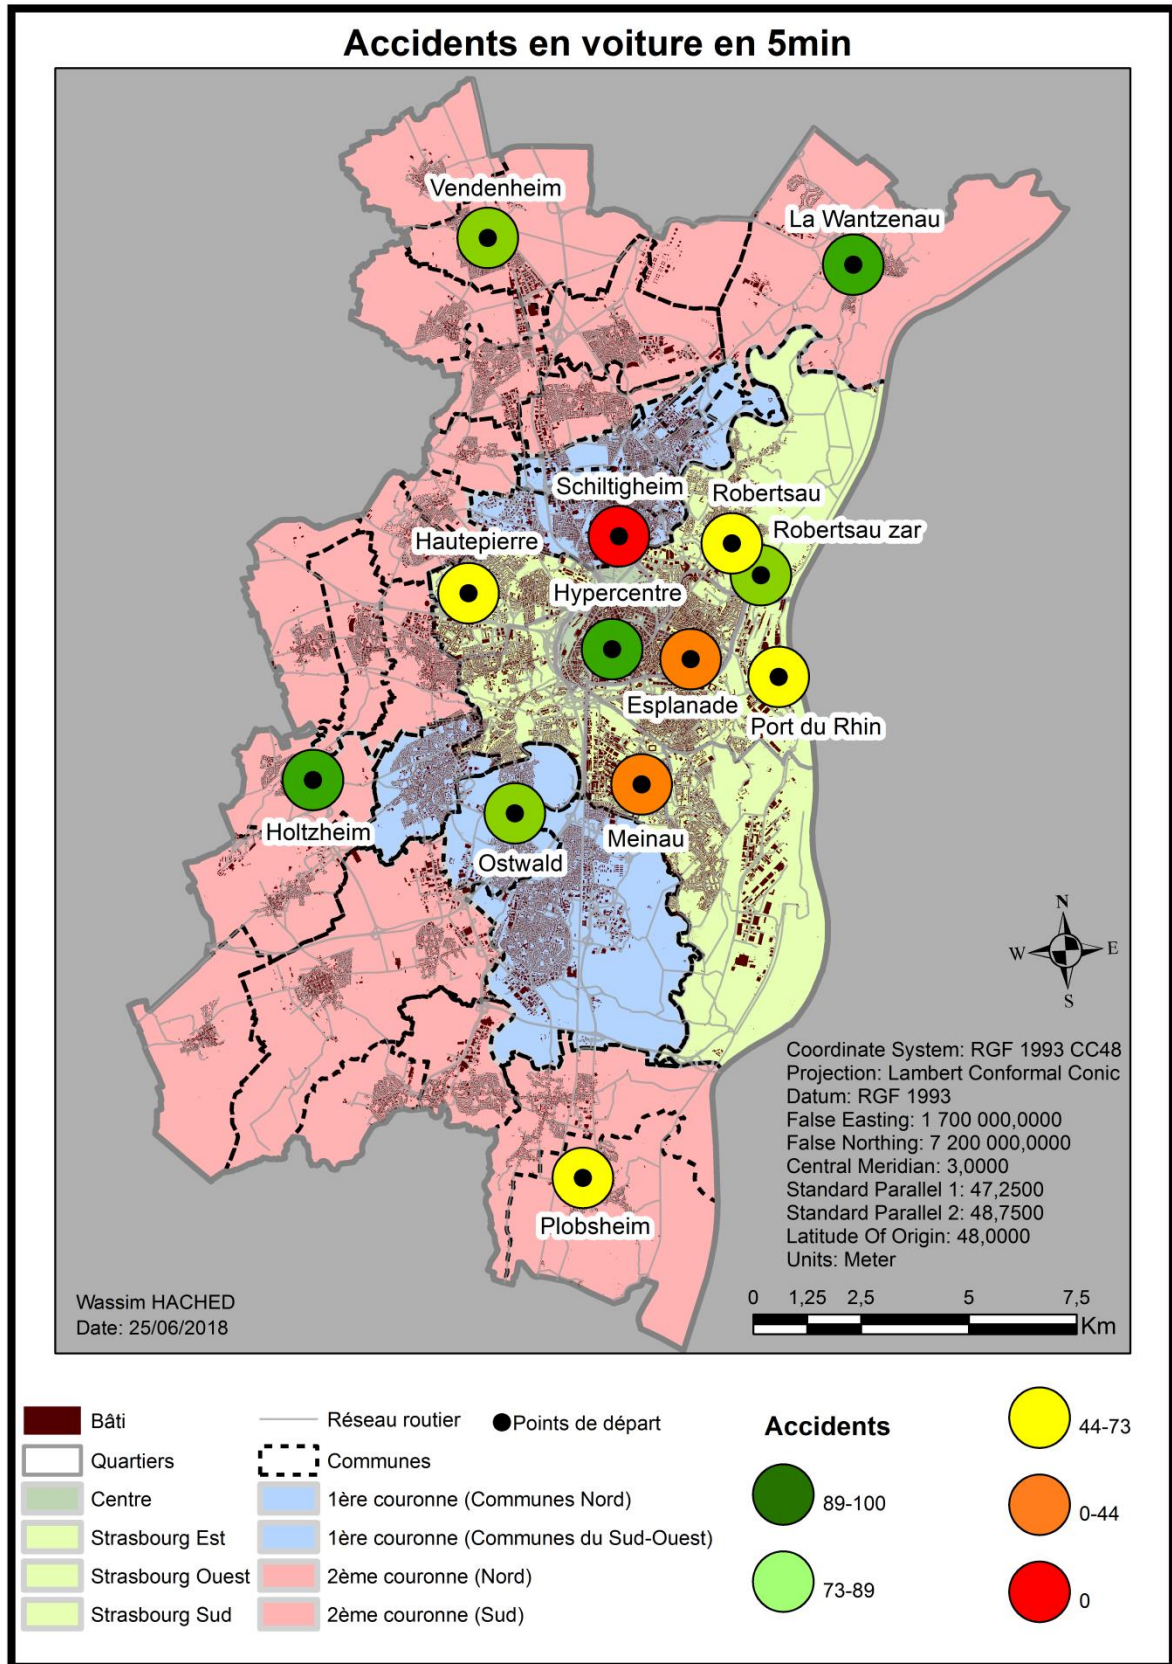 Accidents en voiture en 5min
Vendenheim
La Wantzenau
Schiltigheim
Robertsau
Hautepierre
Robertsau zar
Hypercentre
Esplanade
Port du Rhin
Holtzheim
Ostwald
Meinau
Plobsheim
N
W E
S
Coordinate System: RGF 1993 CC48
Projection: Lambert Conformal Conic
Datum: RGF 1993
False Easting: 1 700 000,0000
False Northing: 7 200 000,0000
Central Meridian: 3,0000
Standard Parallel 1: 47,2500
Standard Parallel 2: 48,7500
Latitude Of Origin: 48,0000
Units: Meter
Wassim HACHED
Date: 25/06/2018
0 1,25 2,5 5 7,5
Km
Bâti
Quartiers
Centre
Strasbourg Est
Strasbourg Ouest
Strasbourg Sud
Réseau routier
Communes
1ère couronne (Communes Nord)
1ère couronne (Communes du Sud-Ouest)
2ème couronne (Nord)
2ème couronne (Sud)
Points de départ
Accidents
89-100
73-89
44-73
0-44
0